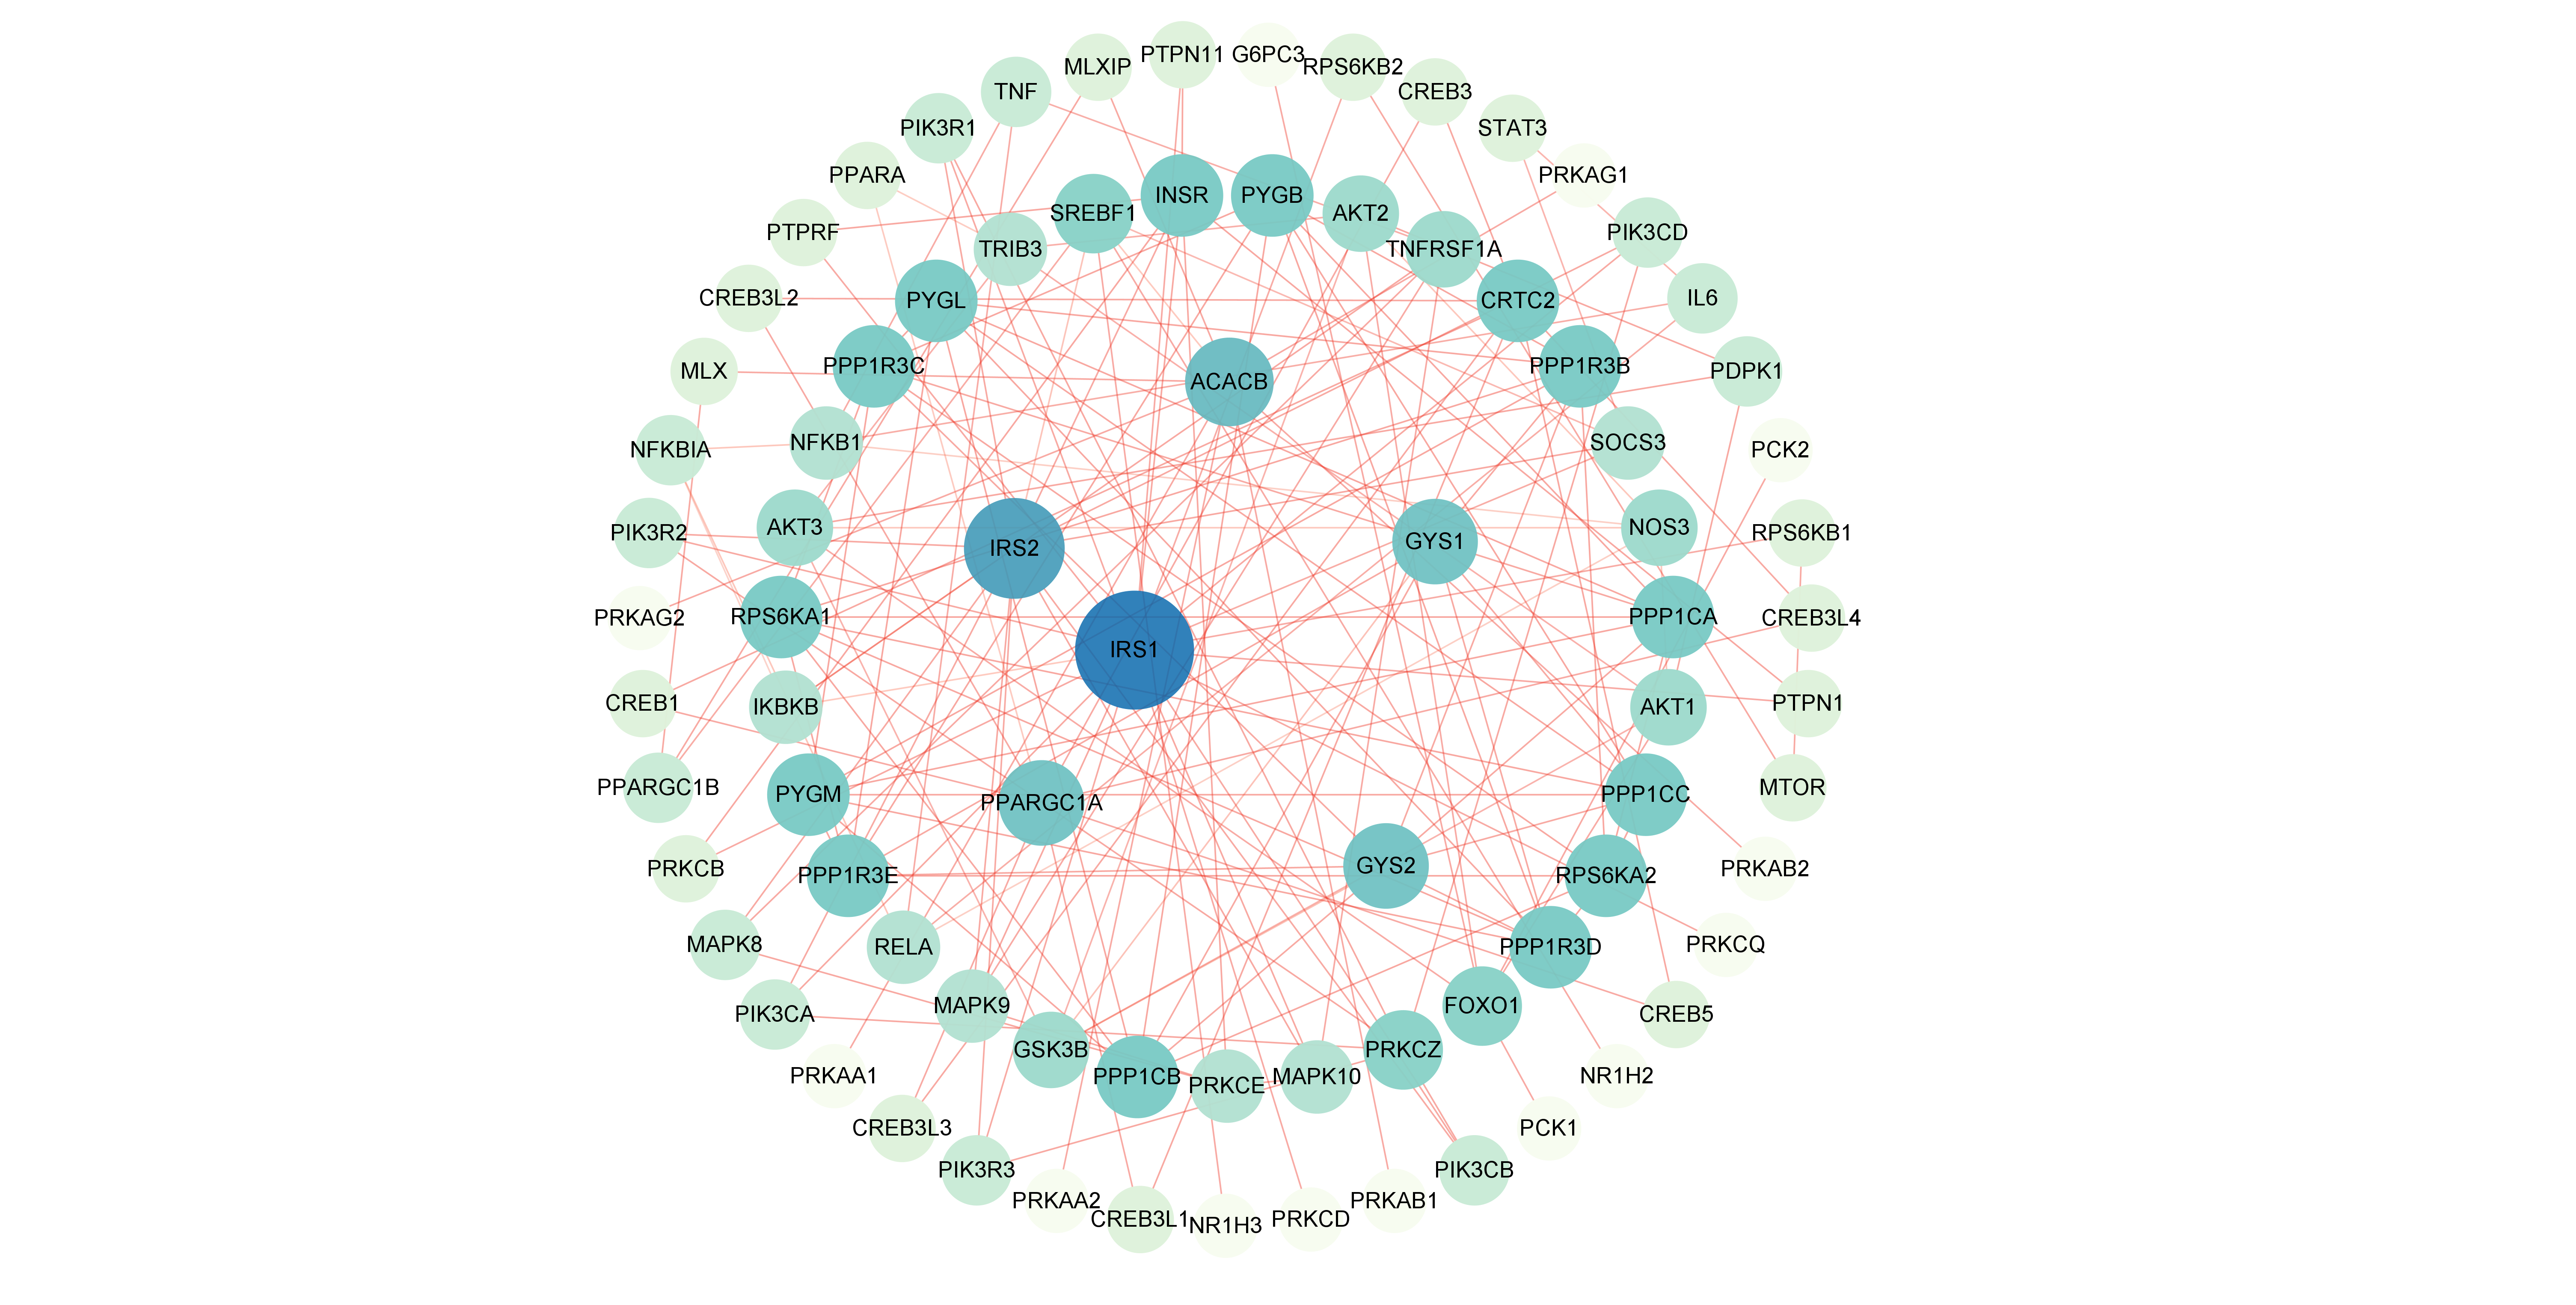 PTPN11
G6PC3
MLXIP
RPS6KB2
TNF
CREB3
PIK3R1
STAT3
PPARA
PRKAG1
INSR
PYGB
SREBF1
AKT2
PTPRF
PIK3CD
TRIB3
TNFRSF1A
CREB3L2
PYGL
CRTC2
IL6
PPP1R3C
PPP1R3B
MLX
PDPK1
ACACB
NFKB1
SOCS3
NFKBIA
PCK2
AKT3
NOS3
PIK3R2
RPS6KB1
GYS1
IRS2
RPS6KA1
PPP1CA
PRKAG2
CREB3L4
IRS1
CREB1
PTPN1
IKBKB
AKT1
PPARGC1B
MTOR
PYGM
PPP1CC
PPARGC1A
GYS2
PRKCB
PRKAB2
PPP1R3E
RPS6KA2
MAPK8
PRKCQ
RELA
PPP1R3D
MAPK9
FOXO1
PIK3CA
CREB5
GSK3B
PRKCZ
PRKAA1
PPP1CB
MAPK10
NR1H2
PRKCE
CREB3L3
PCK1
PIK3R3
PIK3CB
PRKAA2
PRKAB1
CREB3L1
PRKCD
NR1H3